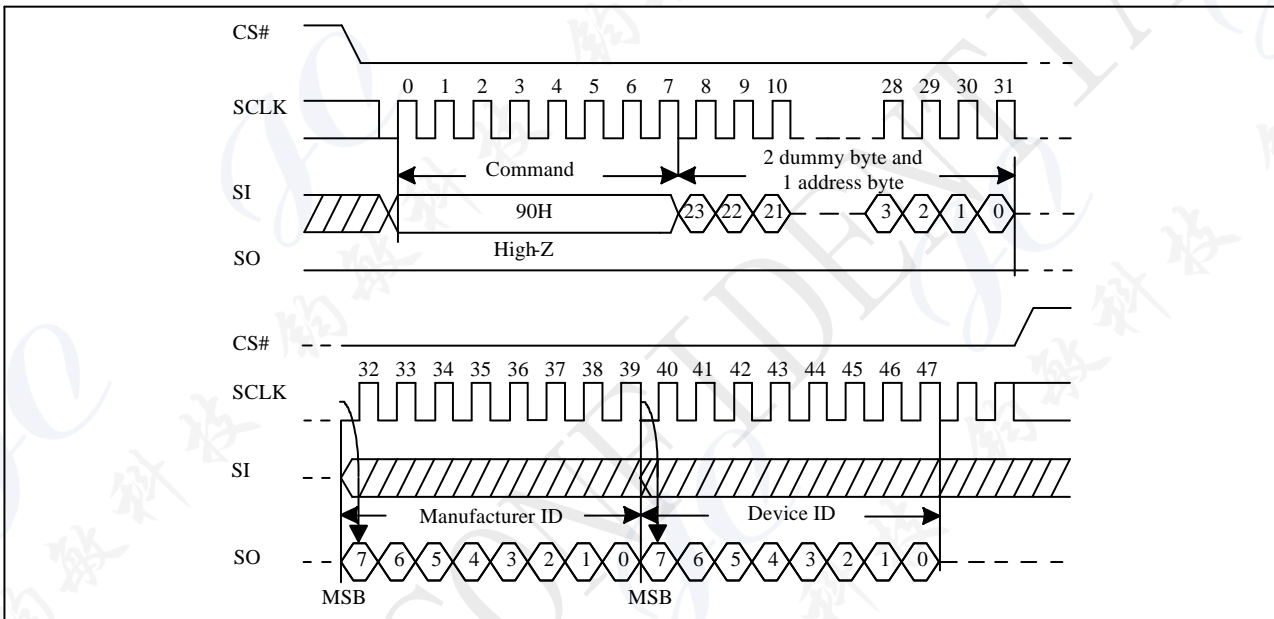 CS#
0 1 2 3 4 5 6 7 8 9 10 28 29 30 31
SCLK
Command
2 dummy byte and
1 address byte
SI
90H
23 22 21 3 2 1 0
High-Z
SO
CS#
32 33 34 35 36 37 38 39 40 41 42 43 44 45 46 47
SCLK
SI
Manufacturer ID
Device ID
SO
7 6 5 4 3 2 1 0 7 6 5 4 3 2 1 0
MSB
MSB